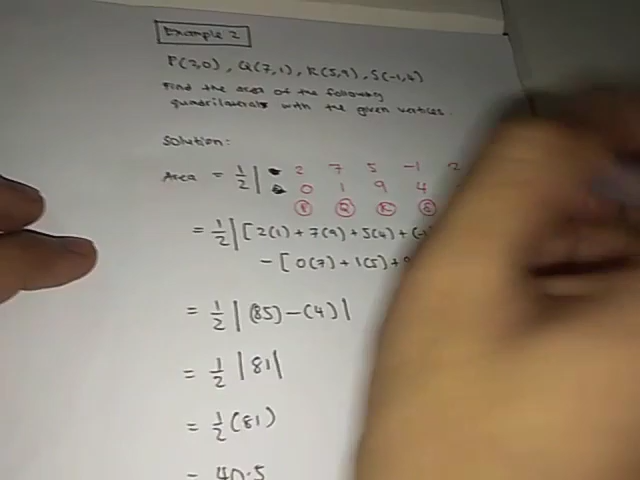 Example 2
P(2,0), Q(7,1), R(5,9), S(-1,4)
Find the area of the following
quadrilaterals with the given vertices.
Solution:
Area = 1/2 | 2 7 5 -1 2
0 1 9 4
P Q R S
= 1/2 | [2(1) + 7(9) + 5(4) + (-
- [0(7) + 1(5) +
= 1/2 | (85) - (4) |
= 1/2 | 81 |
= 1/2 (81)
= 40.5